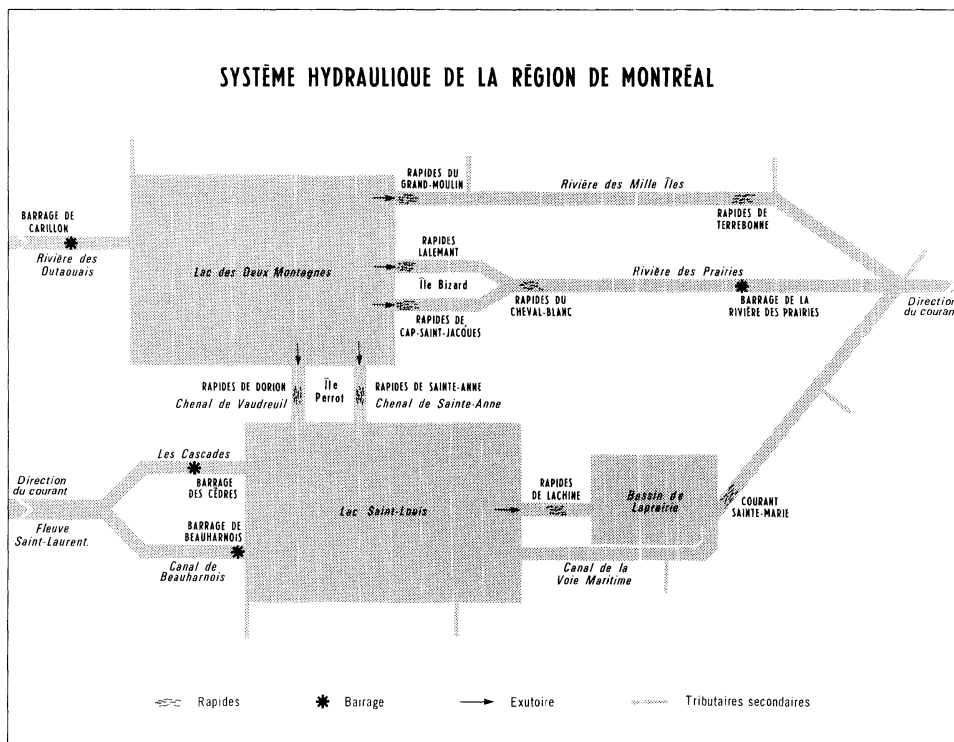 SYSTÈME HYDRAULIQUE DE LA RÉGION DE MONTRÉAL
RAPIDES DU
GRAND-MOULIN
Rivière des Mille Îles
RAPIDES DE
TERREBONNE
BARRAGE DE
CARILLON
Rivière des
Outaouais
Lac des Deux Montagnes
RAPIDES
LALEMANT
Île Bizard
RAPIDES DE
CAP-SAINT-JACQUES
RAPIDES DU
CHEVAL-BLANC
Rivière des Prairies
BARRAGE DE LA
RIVIÈRE DES PRAIRIES
Direction
du courant
RAPIDES DE DORION
Chenal de Vaudreuil
Île
Perrot
RAPIDES DE SAINTE-ANNE
Chenal de Sainte-Anne
Les Cascades
BARRAGE
DES CÈDRES
Direction
du courant
Fleuve
Saint-Laurent.
BARRAGE DE
BEAUHARNOIS
Canal de
Beauharnois
Lac Saint-Louis
RAPIDES
DE LACHINE
Bassin de
Laprairie
COURANT
SAINTE-MARIE
Canal de la
Voie Maritime
Rapides
Barrage
Exutoire
Tributaires secondaires